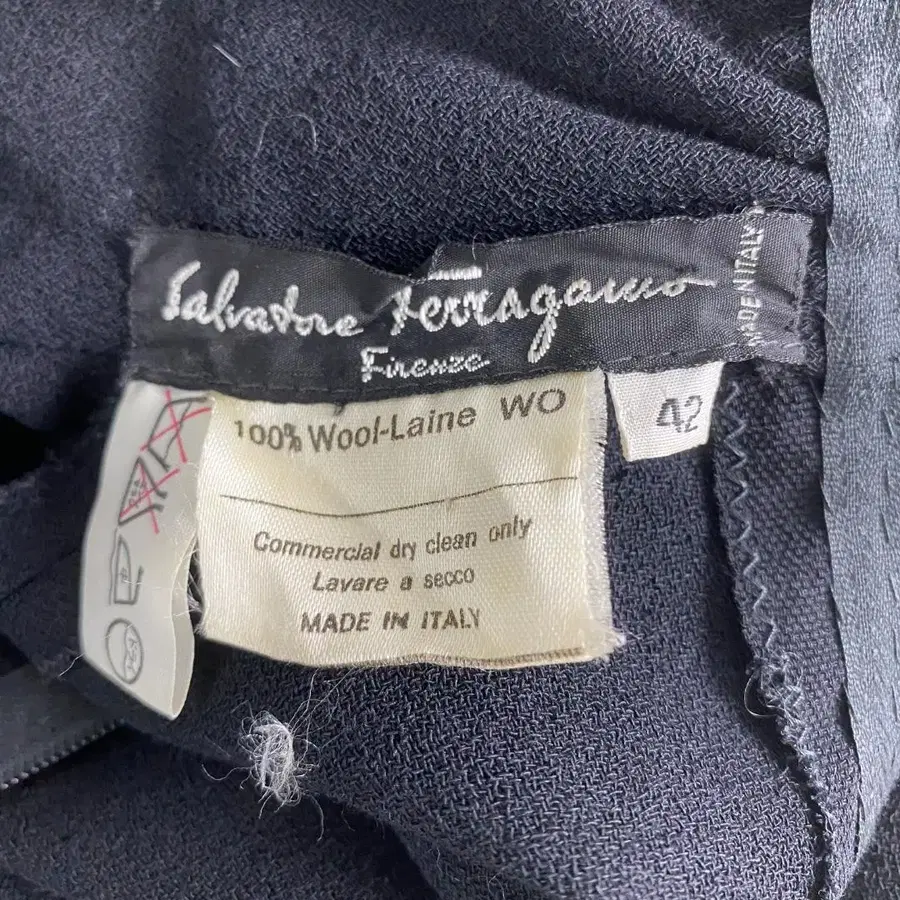 Salvatore Ferragamo
Firenze
MADE IN ITALY
100% Wool-Laine WO
42
Commercial dry clean only
Lavare a secco
MADE IN ITALY